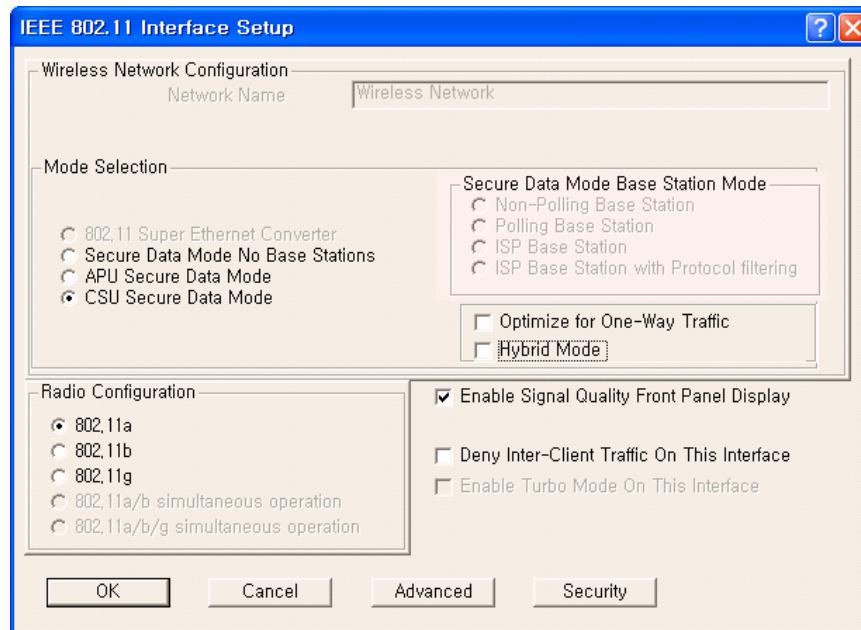 IEEE 802.11 Interface Setup
Wireless Network Configuration
Network Name
Wireless Network
Mode Selection
802,11 Super Ethernet Converter
Secure Data Mode No Base Stations
APU Secure Data Mode
CSU Secure Data Mode
Secure Data Mode Base Station Mode
Non-Polling Base Station
Polling Base Station
ISP Base Station
ISP Base Station with Protocol filtering
Optimize for One-Way Traffic
Hybrid Mode
Radio Configuration
802,11a
802,11b
802,11g
802,11a/b simultaneous operation
802,11a/b/g simultaneous operation
Enable Signal Quality Front Panel Display
Deny Inter-Client Traffic On This Interface
Enable Turbo Mode On This Interface
OK
Cancel
Advanced
Security